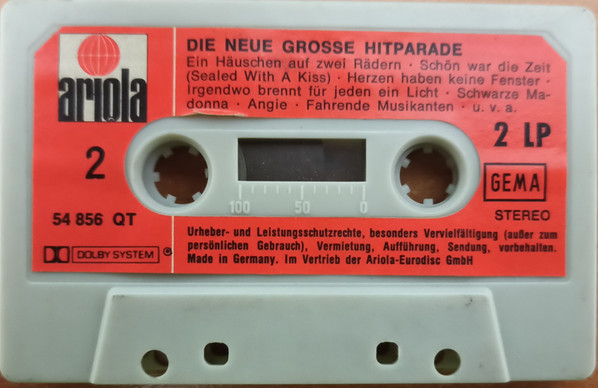 DIE NEUE GROSSE HITPARADE
Ein Häuschen auf zwei Rädern · Schön war die Zeit
(Sealed With A Kiss) · Herzen haben keine Fenster ·
Irgendwo brennt für jeden ein Licht · Schwarze Ma-
donna · Angie · Fahrende Musikanten · u. v. a.
ariola
2 LP
2
GEMA
100 50 0
54 856 QT
STEREO
DOLBY SYSTEM ®
Urheber- und Leistungsschutzrechte, besonders Vervielfältigung (außer zum
persönlichen Gebrauch), Vermietung, Aufführung, Sendung, vorbehalten.
Made in Germany. Im Vertrieb der Ariola-Eurodisc GmbH